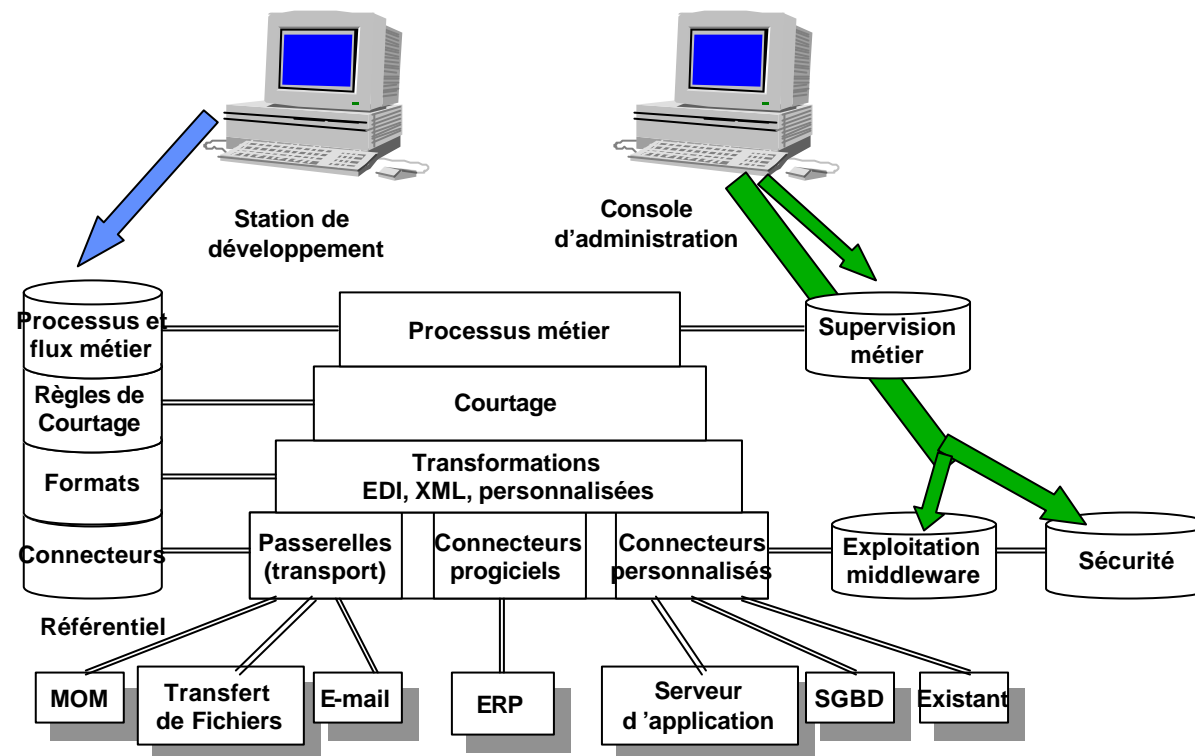 Station de
développement
Console
d'administration
Processus et
flux métier
Processus métier
Supervision
métier
Règles de
Courtage
Courtage
Formats
Transformations
EDI, XML, personnalisées
Connecteurs
Passerelles
(transport)
Connecteurs
progiciels
Connecteurs
personnalisés
Exploitation
middleware
Sécurité
Référentiel
MOM
Transfert
de Fichiers
E-mail
ERP
Serveur
d 'application
SGBD
Existant